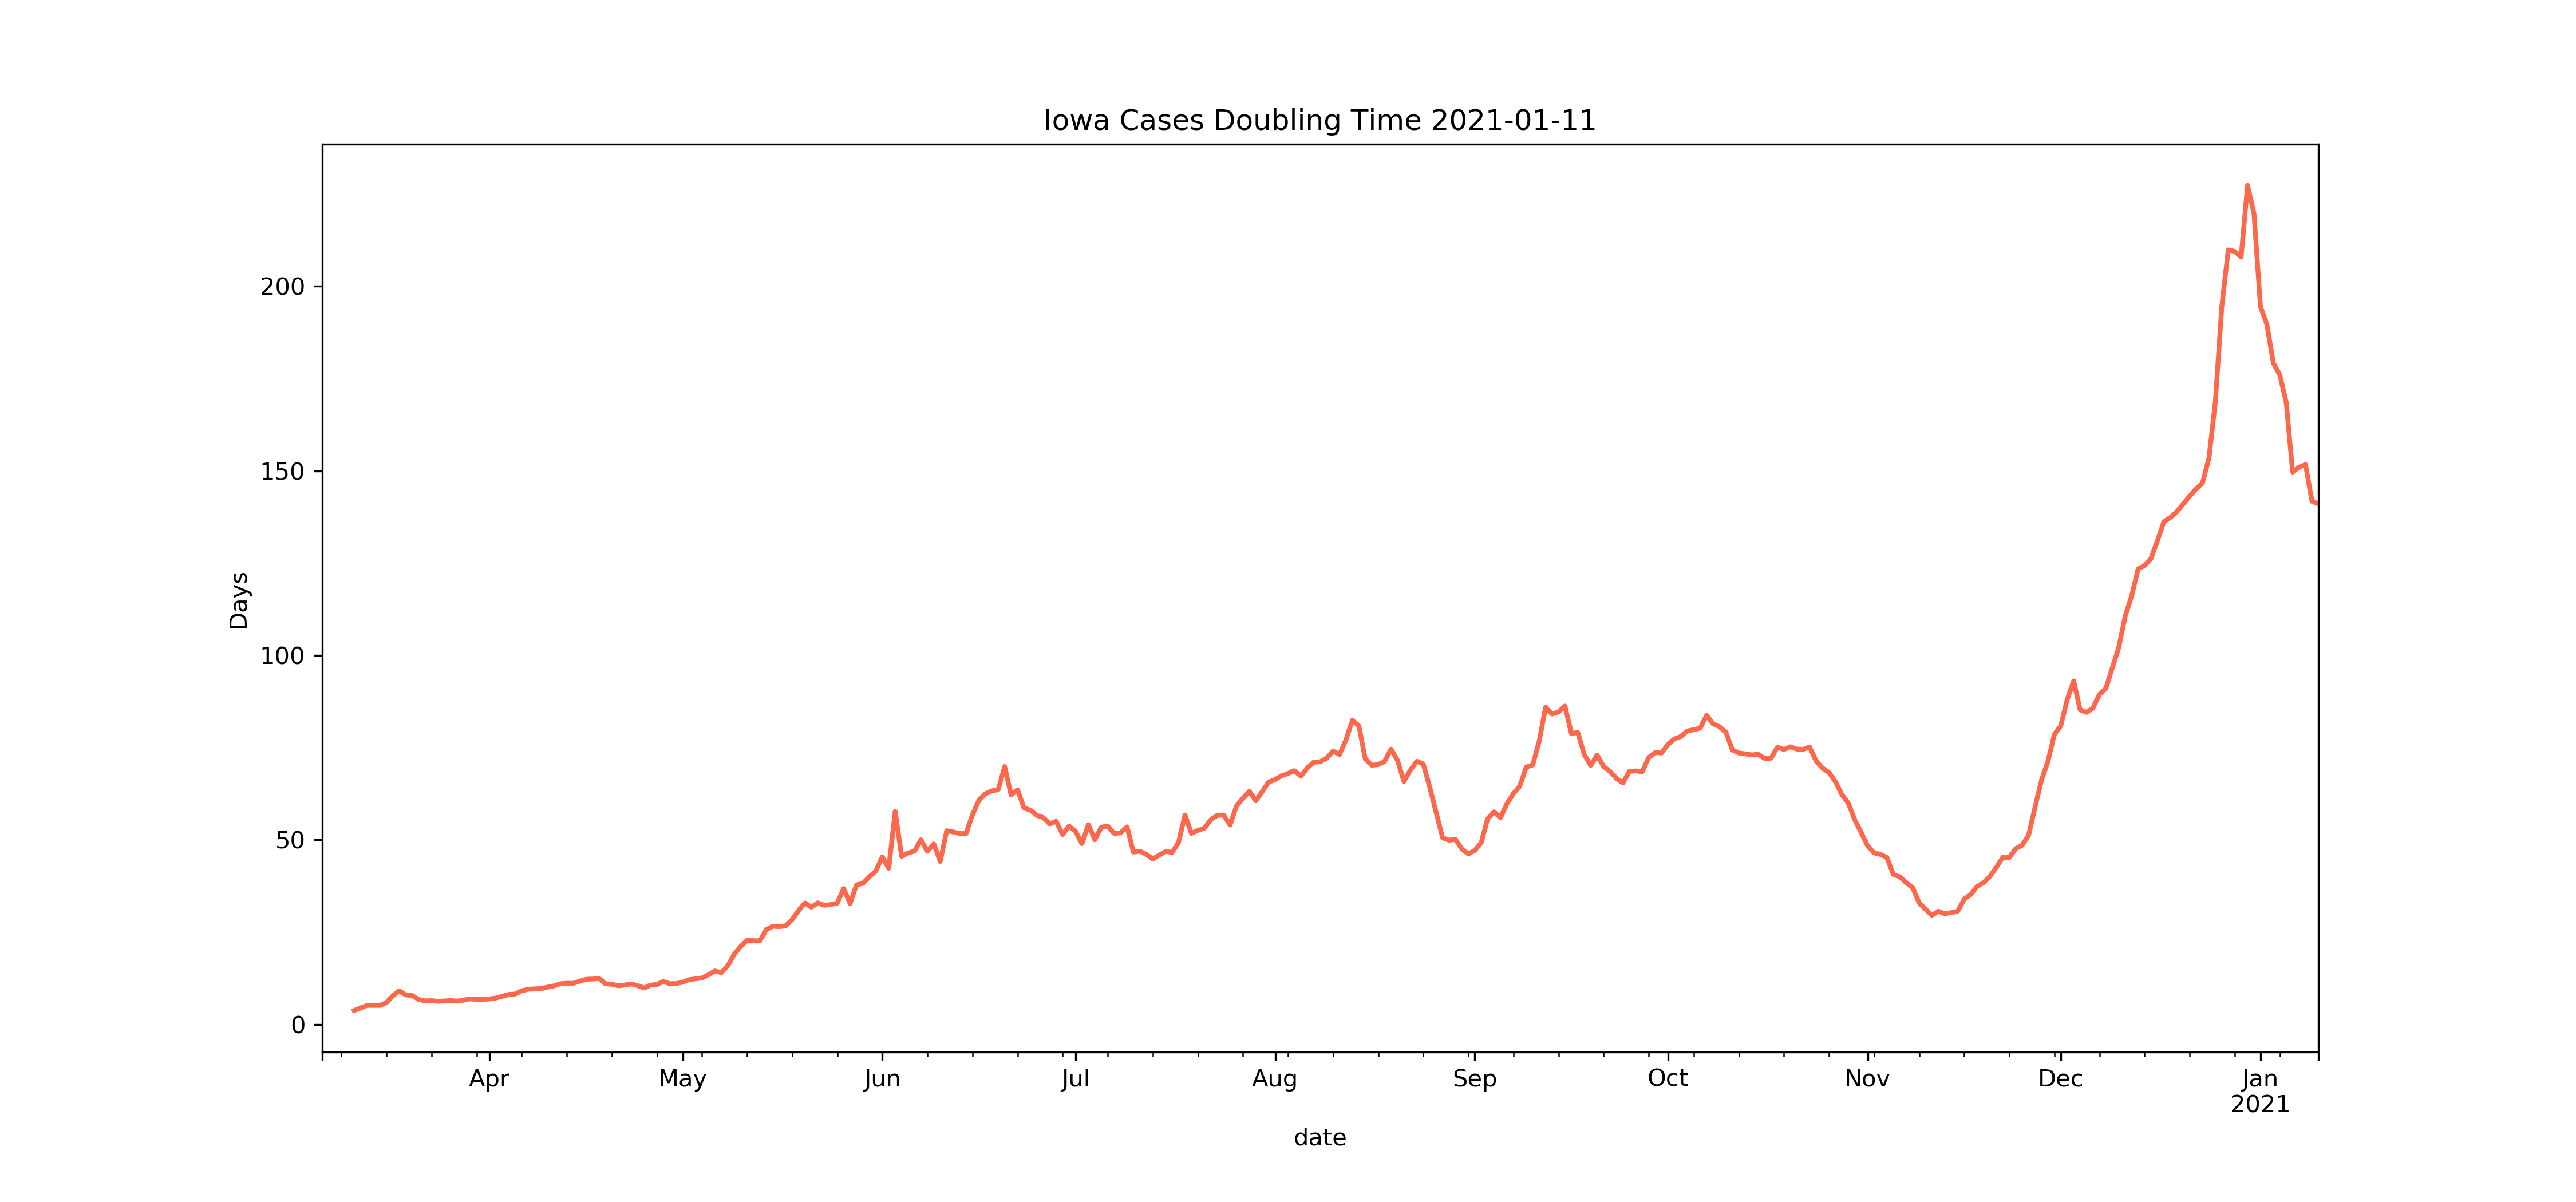 Iowa Cases Doubling Time 2021-01-11
200
150
100
50
0
Days
Apr May Jun Jul Aug Sep Oct Nov Dec Jan
2021
date